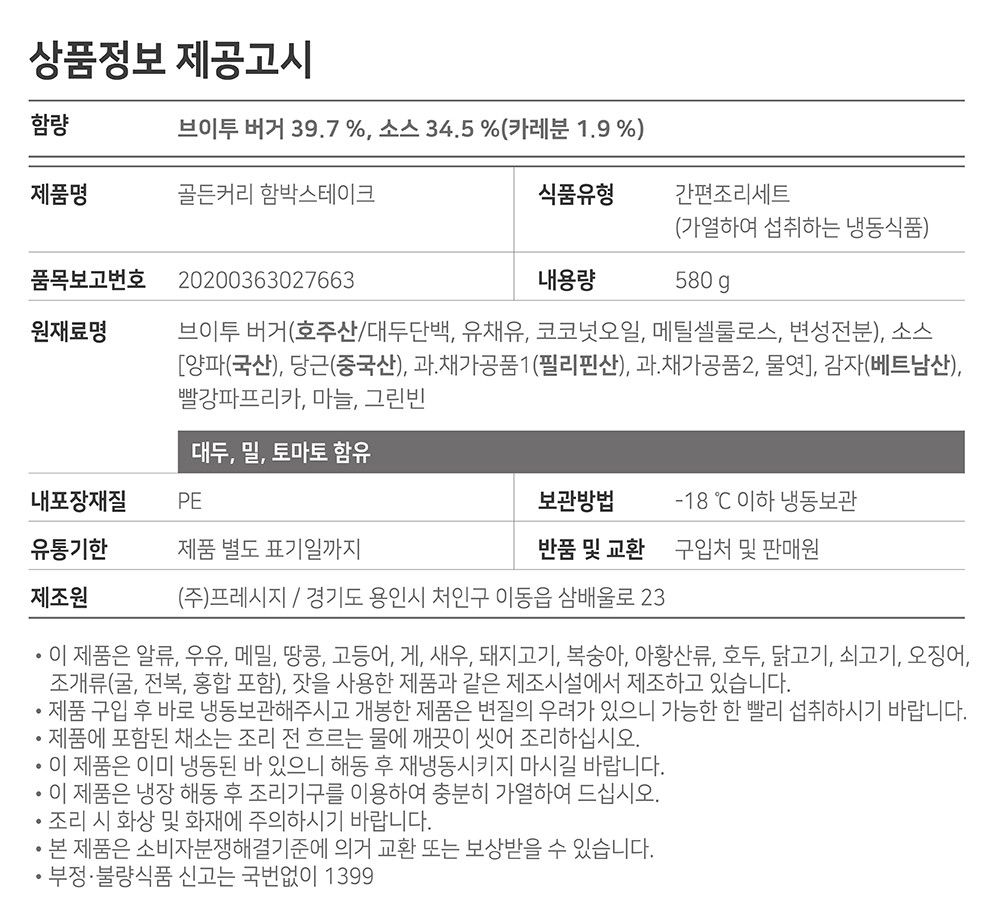 상품정보 제공고시
함량 브이투 버거 39.7 %, 소스 34.5 %(카레분 1.9 %)
제품명 골든커리 함박스테이크 식품유형 간편조리세트
(가열하여 섭취하는 냉동식품)
품목보고번호 20200363027663 내용량 580 g
원재료명 브이투 버거(호주산/대두단백, 유채유, 코코넛오일, 메틸셀룰로스, 변성전분), 소스
[양파(국산), 당근(중국산), 과.채가공품1(필리핀산), 과.채가공품2, 물엿], 감자(베트남산),
빨강파프리카, 마늘, 그린빈
대두, 밀, 토마토 함유
내포장재질 PE 보관방법 -18 ℃ 이하 냉동보관
유통기한 제품 별도 표기일까지 반품 및 교환 구입처 및 판매원
제조원 (주)프레시지 / 경기도 용인시 처인구 이동읍 삼배울로 23
• 이 제품은 알류, 우유, 메밀, 땅콩, 고등어, 게, 새우, 돼지고기, 복숭아, 아황산류, 호두, 닭고기, 쇠고기, 오징어,
조개류(굴, 전복, 홍합 포함), 잣을 사용한 제품과 같은 제조시설에서 제조하고 있습니다.
• 제품 구입 후 바로 냉동보관해주시고 개봉한 제품은 변질의 우려가 있으니 가능한 한 빨리 섭취하시기 바랍니다.
• 제품에 포함된 채소는 조리 전 흐르는 물에 깨끗이 씻어 조리하십시오.
• 이 제품은 이미 냉동된 바 있으니 해동 후 재냉동시키지 마시길 바랍니다.
• 이 제품은 냉장 해동 후 조리기구를 이용하여 충분히 가열하여 드십시오.
• 조리 시 화상 및 화재에 주의하시기 바랍니다.
• 본 제품은 소비자분쟁해결기준에 의거 교환 또는 보상받을 수 있습니다.
• 부정·불량식품 신고는 국번없이 1399